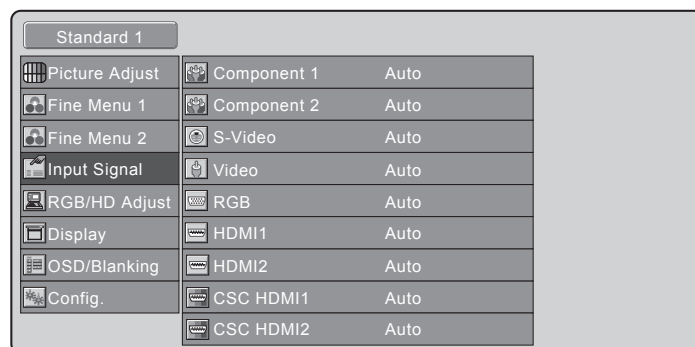 Standard 1
Picture Adjust Component 1 Auto
Fine Menu 1 Component 2 Auto
Fine Menu 2 S-Video Auto
Input Signal Video Auto
RGB/HD Adjust RGB Auto
Display HDMI1 Auto
OSD/Blanking HDMI2 Auto
Config. CSC HDMI1 Auto
CSC HDMI2 Auto